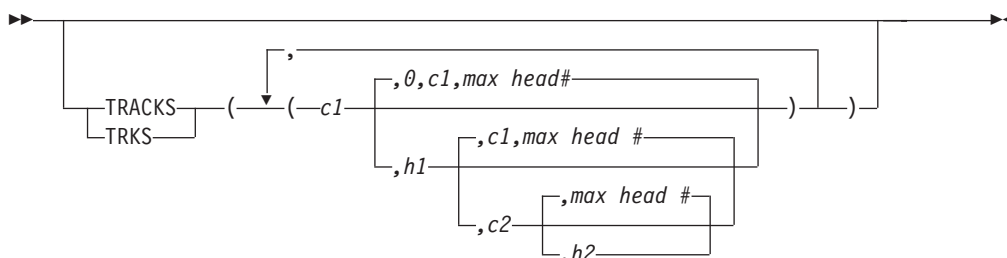 ,
,0,c1,max head#
TRACKS ( ( c1 ) )
TRKS
,c1,max head #
,h1
,max head #
,c2
,h2